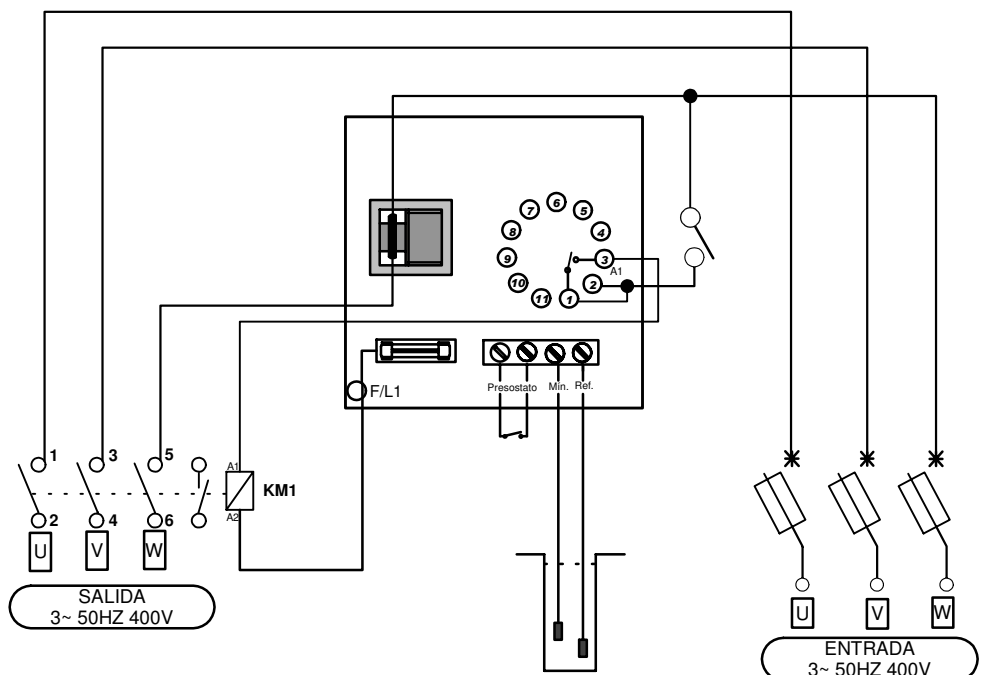 6
7
5
8
4
9
3
A1
10
2
11
1
Presostato
Mín.
Ref.
F/L1
1
3
5
A1
KM1
A2
2
4
6
U
V
W
SALIDA
3~ 50HZ 400V
U
V
W
ENTRADA
3~ 50HZ 400V